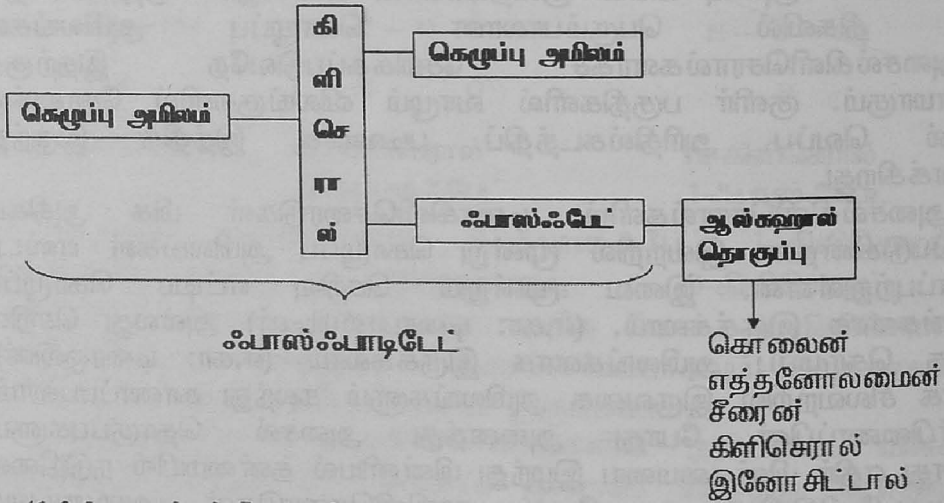 கிளிசெரால்
கெழுப்பு அமிலம்
கெழுப்பு அமிலம்
ஃபாஸ்ஃபேட்
ஆல்கஹால்
தொகுப்பு
ஃபாஸ்ஃபாடிடேட்
கொலைன்
எத்தனோலமைன்
சீரைன்
கிளிசெரால்
இனோசிட்டால்